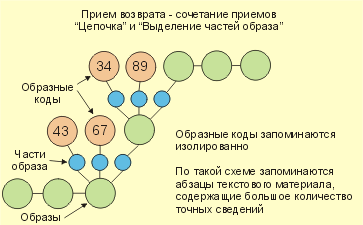 Прием возврата - сочетание приемов
“Цепочка” и “Выделение частей образа”
34 89
Образные
коды
43 67
Образные коды запоминаются
изолированно
Части
образа
По такой схеме запоминаются
абзацы текстового материала,
содержащие большое количество
точных сведений
Образы